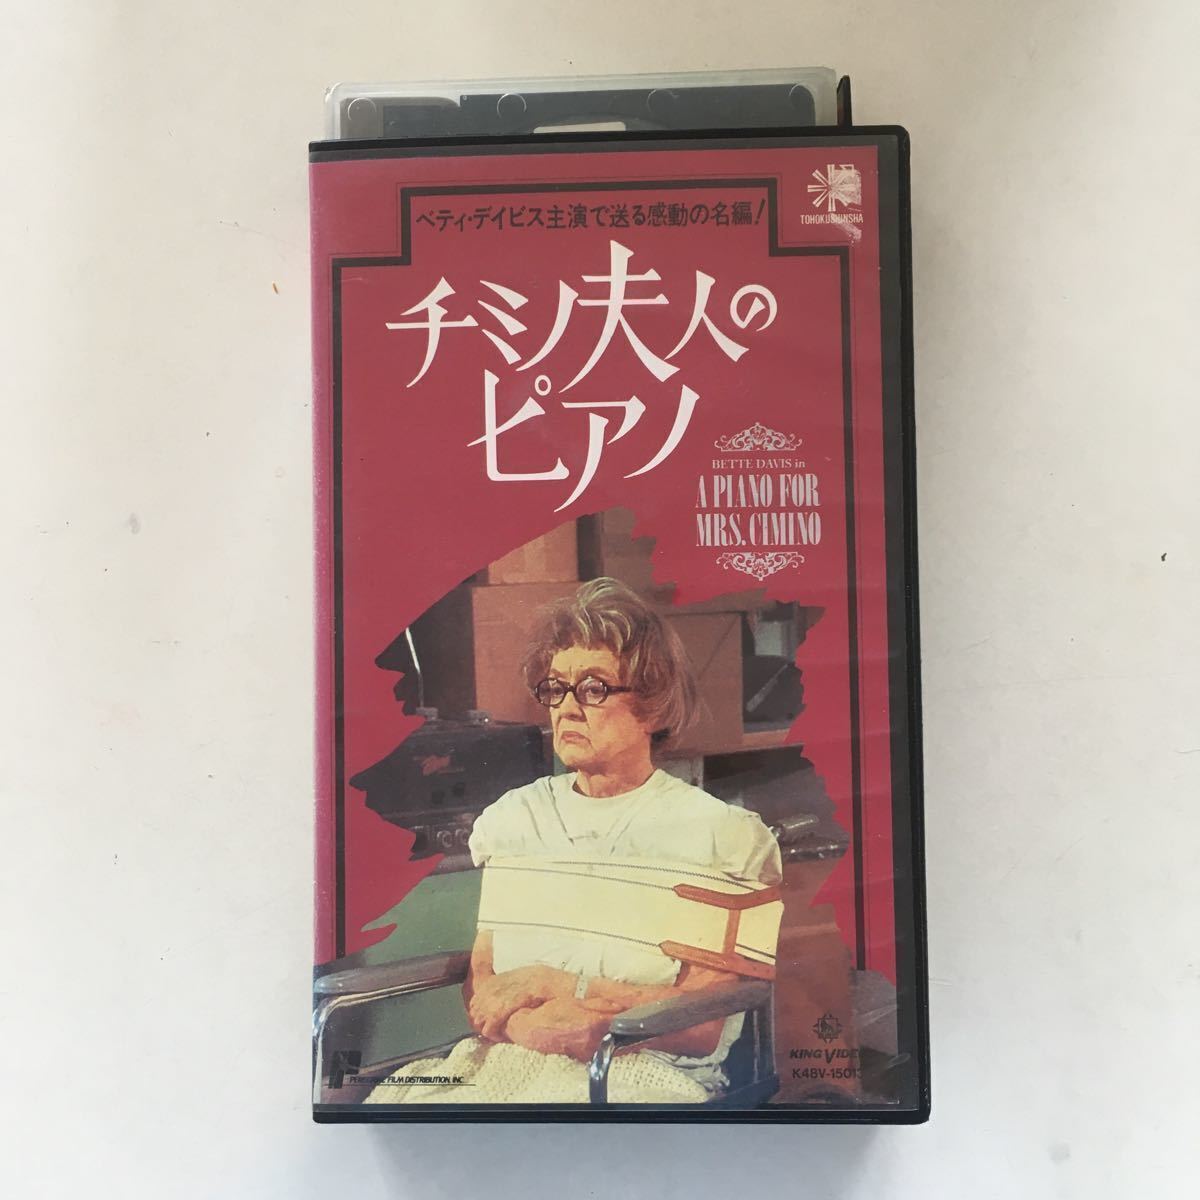 TOHOKUSHINSHA
ベティ・デイビス主演で送る感動の名編!
チミノ夫人の
ピアノ
BETTE DAVIS in
A PIANO FOR
MRS. CIMINO
PEREGRINE FILM DISTRIBUTION, INC
KING VIDEO
K48V-15013